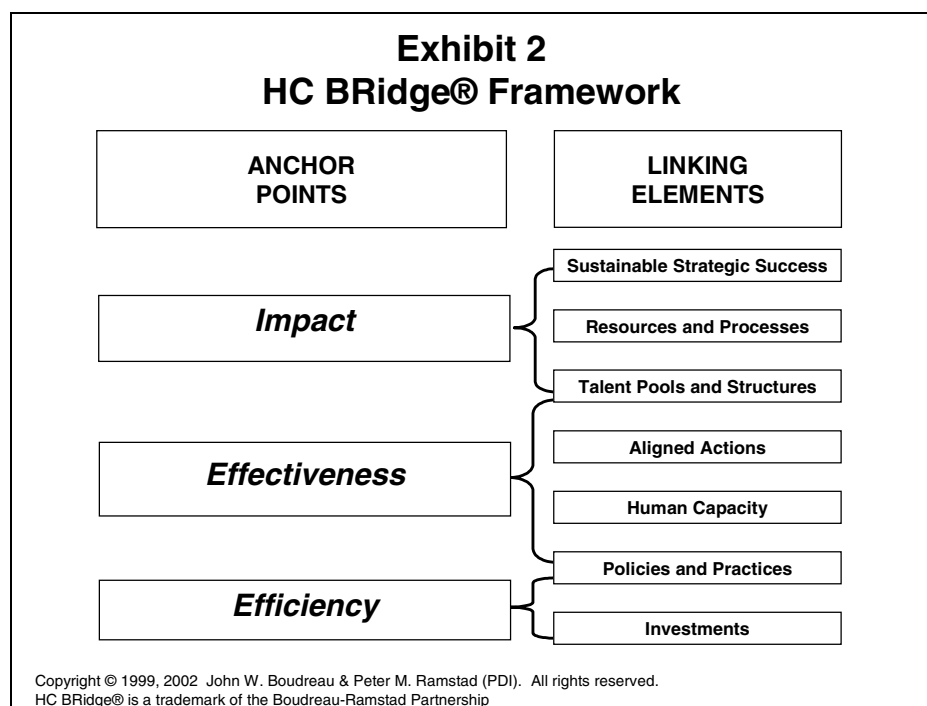 Exhibit 2
HC BRidge® Framework
ANCHOR
POINTS
LINKING
ELEMENTS
Impact
Effectiveness
Efficiency
Sustainable Strategic Success
Resources and Processes
Talent Pools and Structures
Aligned Actions
Human Capacity
Policies and Practices
Investments
Copyright © 1999, 2002 John W. Boudreau & Peter M. Ramstad (PDI). All rights reserved.
HC BRidge® is a trademark of the Boudreau-Ramstad Partnership